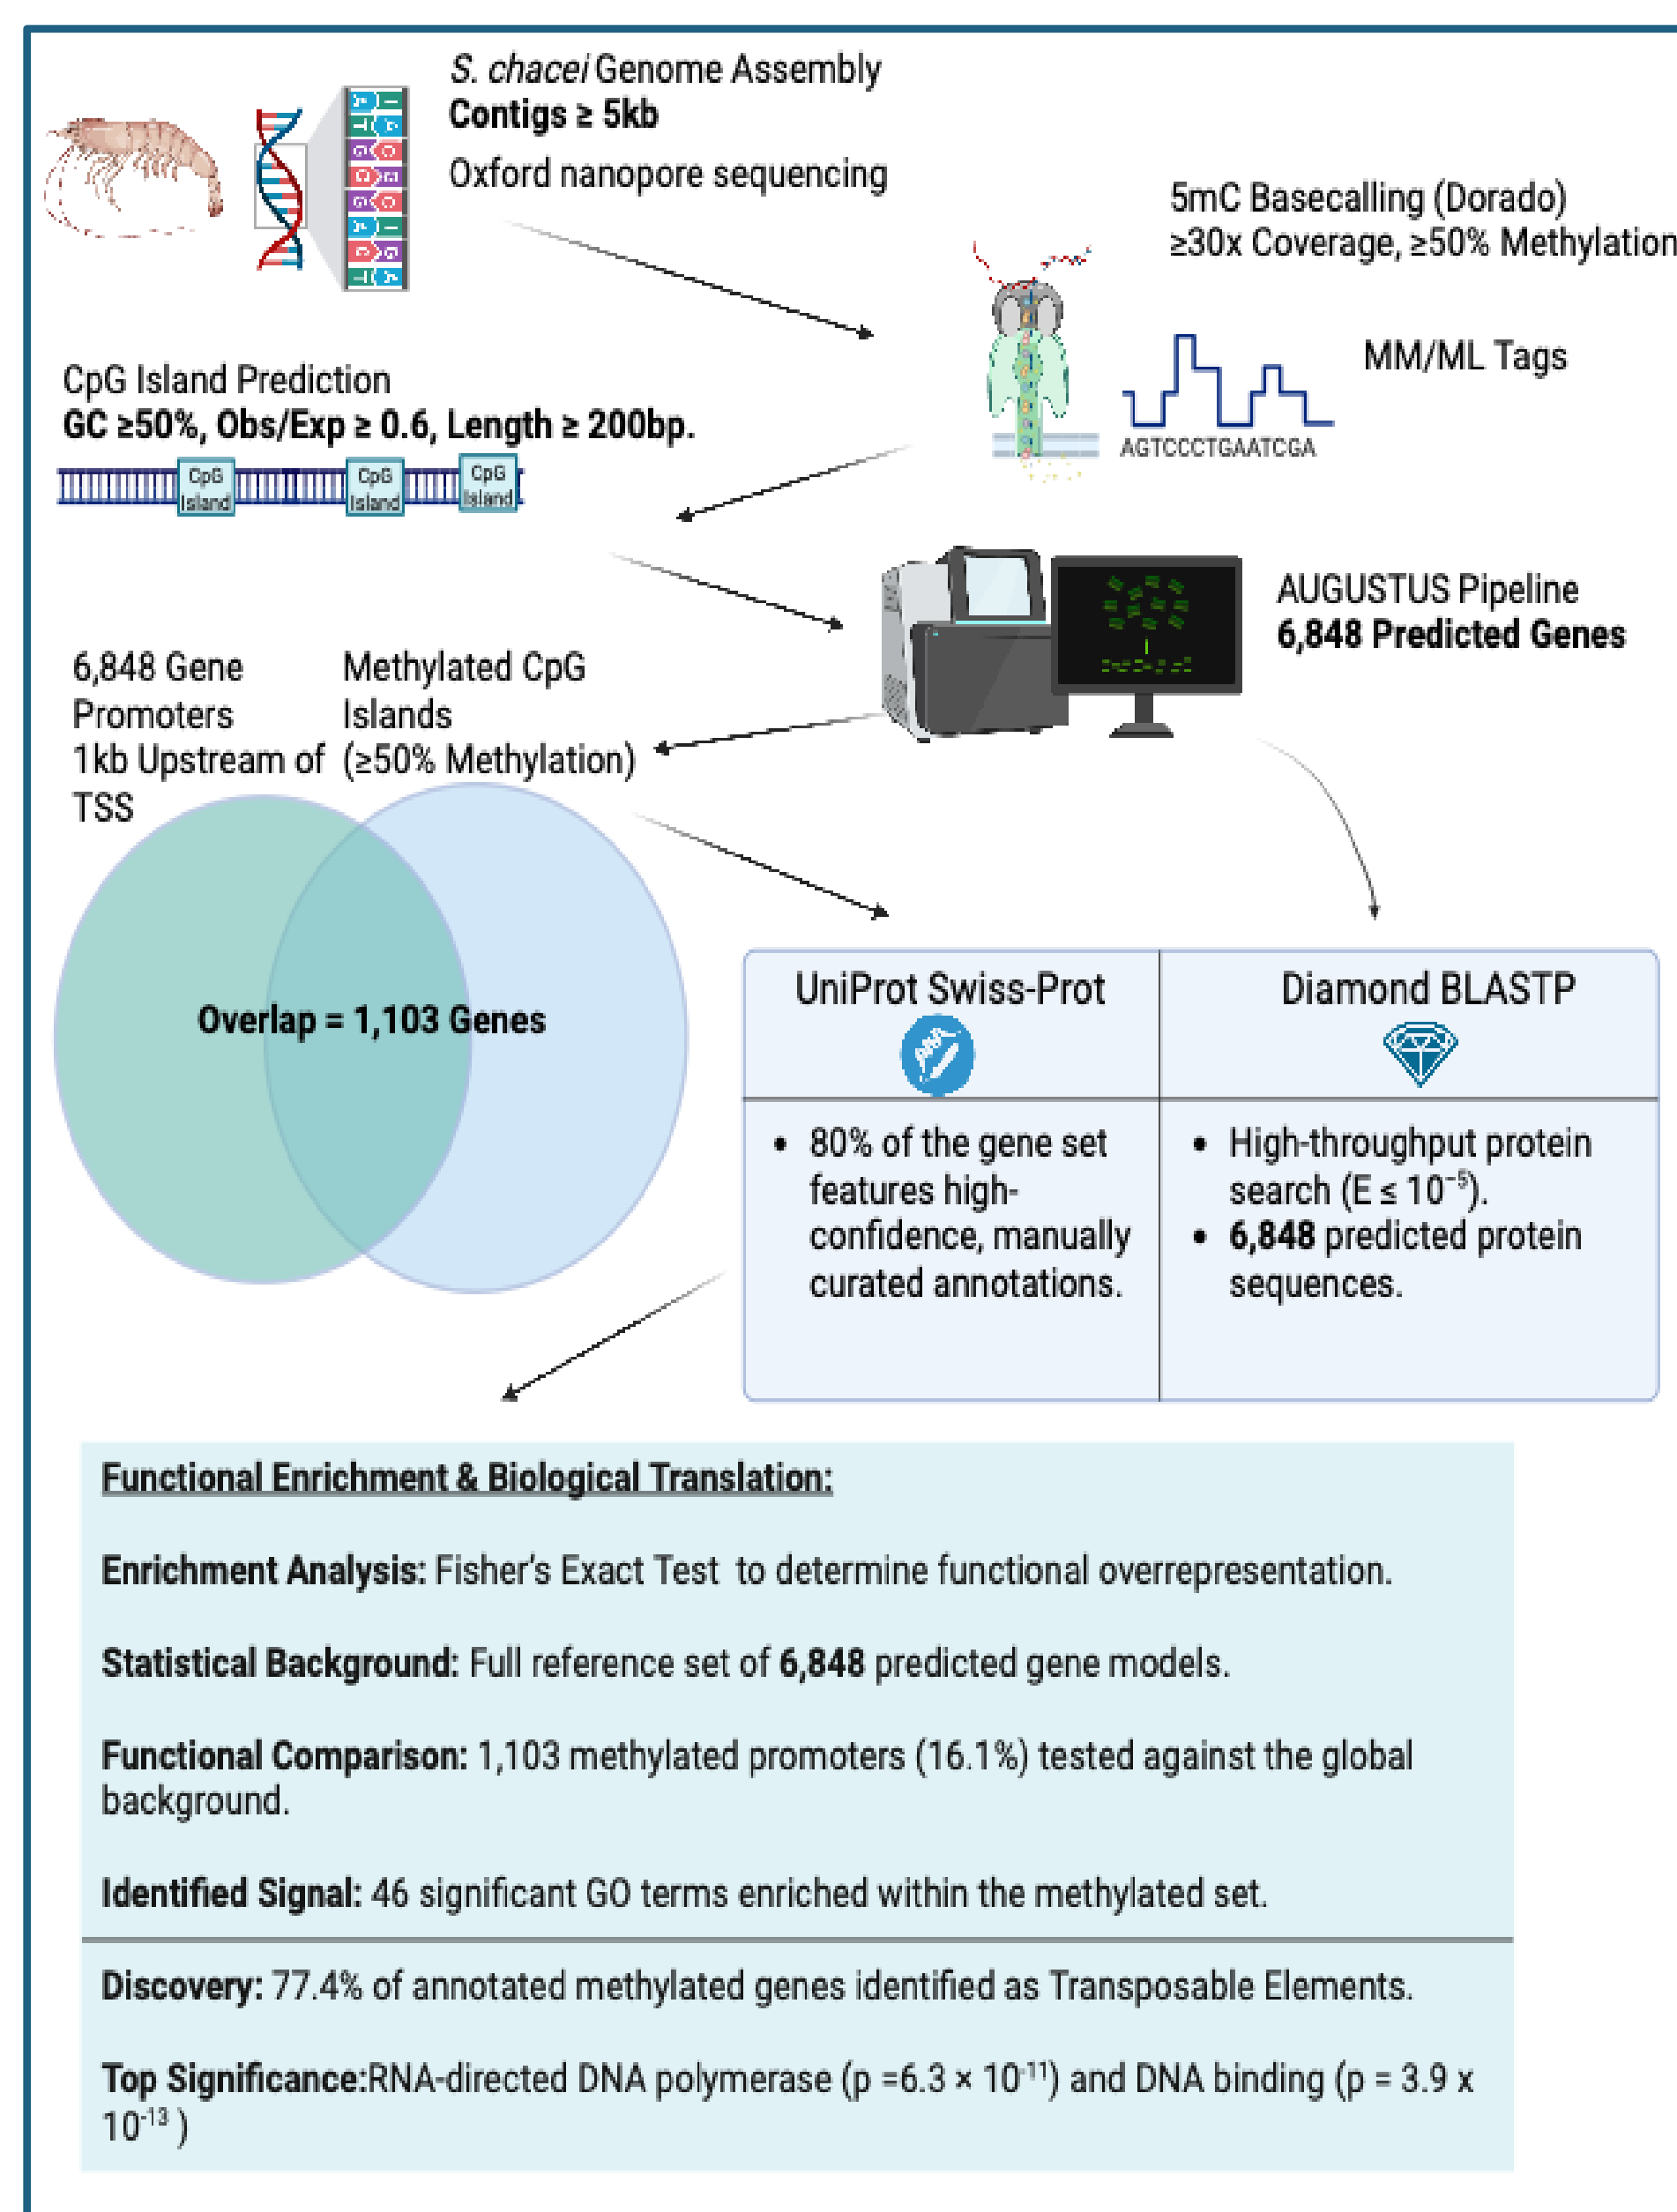 S. chacei Genome Assembly
Contigs ≥ 5kb
Oxford nanopore sequencing
5mC Basecalling (Dorado)
≥30x Coverage, ≥50% Methylation
MM/ML Tags
AGTCCCTGAATCGA
CpG Island Prediction
GC ≥50%, Obs/Exp ≥ 0.6, Length ≥ 200bp.
CpG
Island
CpG
Island
CpG
Island
AUGUSTUS Pipeline
6,848 Predicted Genes
6,848 Gene
Promoters
1kb Upstream of
TSS
Methylated CpG
Islands
(≥50% Methylation)
Overlap = 1,103 Genes
UniProt Swiss-Prot
• 80% of the gene set
features high-
confidence, manually
curated annotations.
Diamond BLASTP
• High-throughput protein
search (E ≤ 10⁻⁵).
• 6,848 predicted protein
sequences.
Functional Enrichment & Biological Translation:
Enrichment Analysis: Fisher's Exact Test to determine functional overrepresentation.
Statistical Background: Full reference set of 6,848 predicted gene models.
Functional Comparison: 1,103 methylated promoters (16.1%) tested against the global
background.
Identified Signal: 46 significant GO terms enriched within the methylated set.
Discovery: 77.4% of annotated methylated genes identified as Transposable Elements.
Top Significance:RNA-directed DNA polymerase (p =6.3 × 10⁻¹¹) and DNA binding (p = 3.9 x
10⁻¹³ )